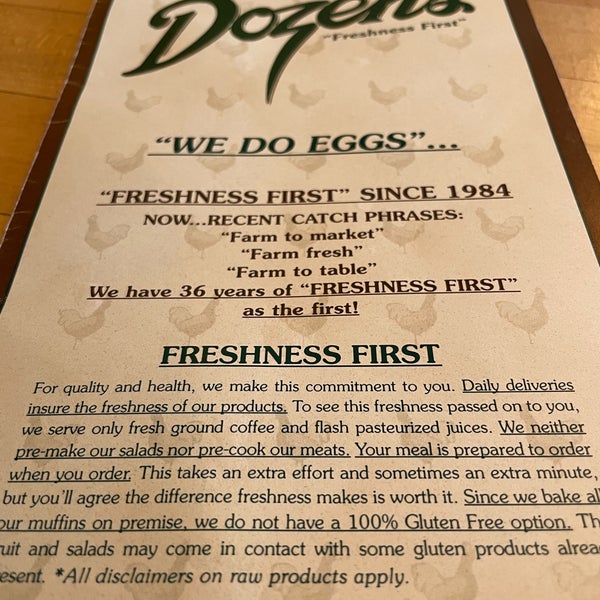 Dozens
"Freshness First"
"WE DO EGGS"...
"FRESHNESS FIRST" SINCE 1984
NOW...RECENT CATCH PHRASES:
"Farm to market"
"Farm fresh"
"Farm to table"
We have 36 years of "FRESHNESS FIRST"
as the first!
FRESHNESS FIRST
For quality and health, we make this commitment to you. Daily deliveries
insure the freshness of our products. To see this freshness passed on to you,
we serve only fresh ground coffee and flash pasteurized juices. We neither
pre-make our salads nor pre-cook our meats. Your meal is prepared to order
when you order. This takes an extra effort and sometimes an extra minute,
but you'll agree the difference freshness makes is worth it. Since we bake al
our muffins on premise, we do not have a 100% Gluten Free option. Th
ruit and salads may come in contact with some gluten products alrea
esent. *All disclaimers on raw products apply.